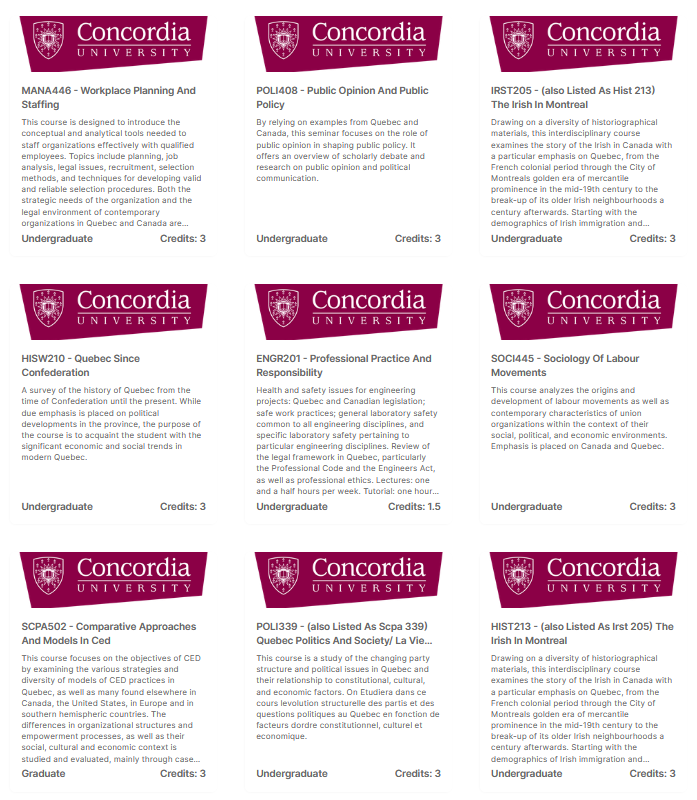 Concordia
UNIVERSITY
MANA446 - Workplace Planning And
Staffing
This course is designed to introduce the
conceptual and analytical tools needed to
staff organizations effectively with qualified
employees. Topics include planning, job
analysis, legal issues, recruitment, selection
methods, and techniques for developing valid
and reliable selection procedures. Both the
strategic needs of the organization and the
legal environment of contemporary
organizations in Quebec and Canada are...
Undergraduate Credits: 3
Concordia
UNIVERSITY
POLI408 - Public Opinion And Public
Policy
By relying on examples from Quebec and
Canada, this seminar focuses on the role of
public opinion in shaping public policy. It
offers an overview of scholarly debate and
research on public opinion and political
communication.
Undergraduate Credits: 3
Concordia
UNIVERSITY
IRST205 - (also Listed As Hist 213)
The Irish In Montreal
Drawing on a diversity of historiographical
materials, this interdisciplinary course
examines the story of the Irish in Canada with
a particular emphasis on Quebec, from the
French colonial period through the City of
Montreals golden era of mercantile
prominence in the mid-19th century to the
break-up of its older Irish neighbourhoods a
century afterwards. Starting with the
demographics of Irish immigration and...
Undergraduate Credits: 3
Concordia
UNIVERSITY
HISW210 - Quebec Since
Confederation
A survey of the history of Quebec from the
time of Confederation until the present. While
due emphasis is placed on political
developments in the province, the purpose of
the course is to acquaint the student with the
significant economic and social trends in
modern Quebec.
Undergraduate Credits: 3
Concordia
UNIVERSITY
ENGR201 - Professional Practice And
Responsibility
Health and safety issues for engineering
projects: Quebec and Canadian legislation;
safe work practices; general laboratory safety
common to all engineering disciplines, and
specific laboratory safety pertaining to
particular engineering disciplines. Review of
the legal framework in Quebec, particularly
the Professional Code and the Engineers Act,
as well as professional ethics. Lectures: one
and a half hours per week. Tutorial: one hour...
Undergraduate Credits: 1.5
Concordia
UNIVERSITY
SOCI445 - Sociology Of Labour
Movements
This course analyzes the origins and
development of labour movements as well as
contemporary characteristics of union
organizations within the context of their
social, political, and economic environments.
Emphasis is placed on Canada and Quebec.
Undergraduate Credits: 3
Concordia
UNIVERSITY
SCPA502 - Comparative Approaches
And Models In Ced
This course focuses on the objectives of CED
by examining the various strategies and
diversity of models of CED practices in
Quebec, as well as many found elsewhere in
Canada, the United States, in Europe and in
southern hemispheric countries. The
differences in organizational structures and
empowerment processes, as well as their
social, cultural and economic context is
studied and evaluated, mainly through case...
Graduate Credits: 3
Concordia
UNIVERSITY
POLI339 - (also Listed As Scpa 339)
Quebec Politics And Society/ La Vie...
This course is a study of the changing party
structure and political issues in Quebec and
their relationship to constitutional, cultural,
and economic factors. On Etudiera dans ce
cours levolution structurelle des partis et des
questions politiques au Quebec en fonction de
facteurs dordre constitutionnel, culturel et
economique.
Undergraduate Credits: 3
Concordia
UNIVERSITY
HIST213 - (also Listed As Irst 205) The
Irish In Montreal
Drawing on a diversity of historiographical
materials, this interdisciplinary course
examines the story of the Irish in Canada with
a particular emphasis on Quebec, from the
French colonial period through the City of
Montreals golden era of mercantile
prominence in the mid-19th century to the
break-up of its older Irish neighbourhoods a
century afterwards. Starting with the
demographics of Irish immigration and...
Undergraduate Credits: 3